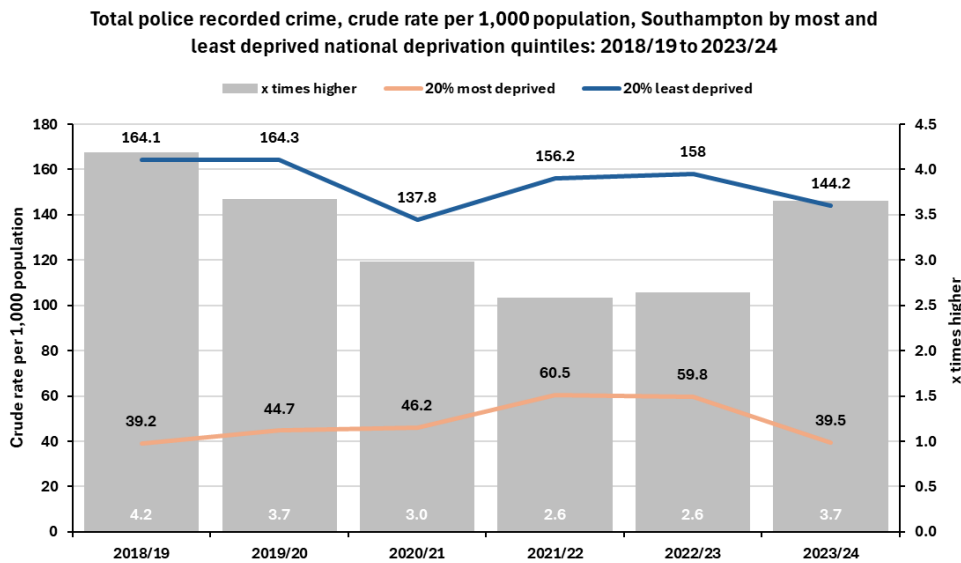 Total police recorded crime, crude rate per 1,000 population, Southampton by most and
least deprived national deprivation quintiles: 2018/19 to 2023/24
x times higher 20% most deprived 20% least deprived
180
160
140
120
100
80
60
40
20
0
Crude rate per 1,000 population
164.1 164.3 137.8 156.2 158 144.2
39.2 44.7 46.2 60.5 59.8 39.5
4.2 3.7 3.0 2.6 2.6 3.7
4.5
4.0
3.5
3.0
2.5
2.0
1.5
1.0
0.5
0.0
x times higher
2018/19 2019/20 2020/21 2021/22 2022/23 2023/24